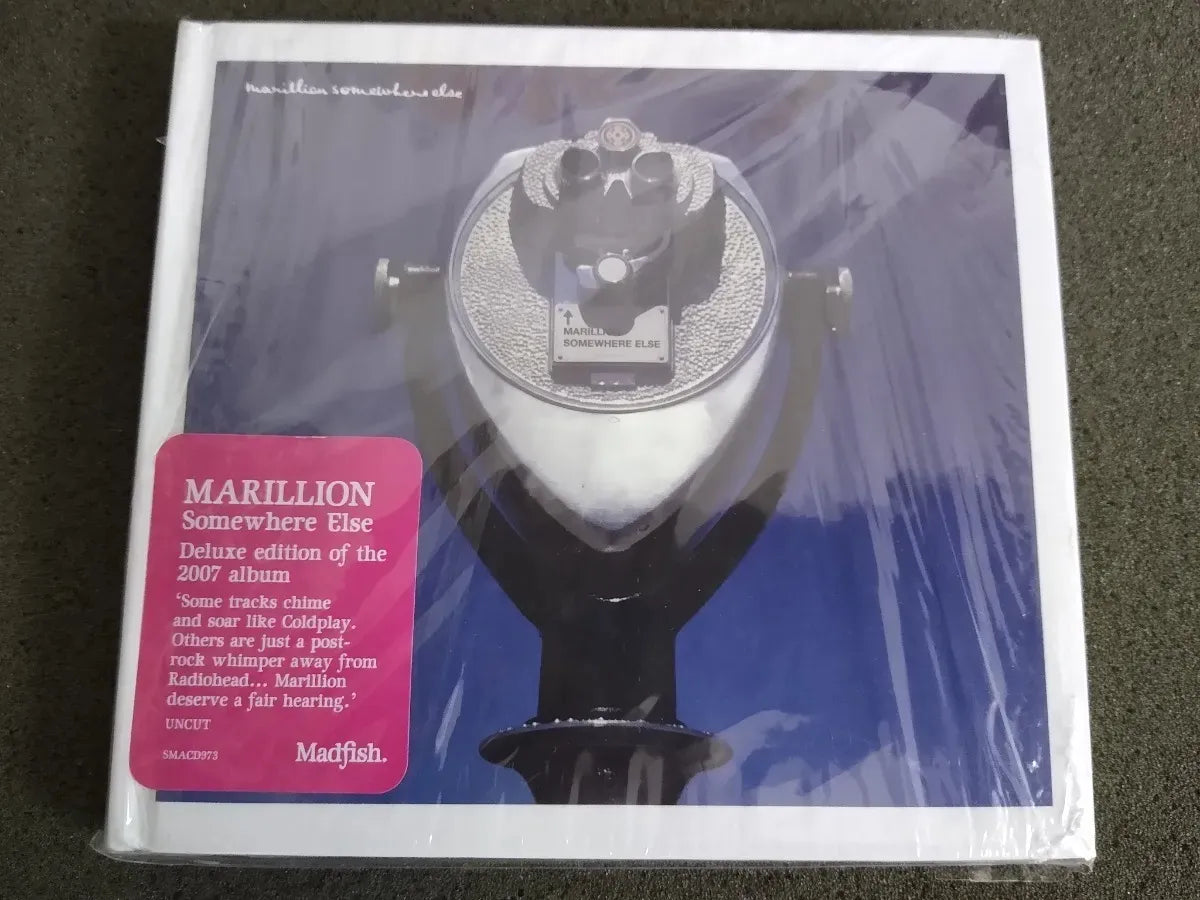 marillion somewhere else
↑
MARILLION
SOMEWHERE ELSE
MARILLION
Somewhere Else
Deluxe edition of the
2007 album
‘Some tracks chime
and soar like Coldplay.
Others are just a post-
rock whimper away from
Radiohead... Marillion
deserve a fair hearing.’
UNCUT
SMACD973
Madfish.